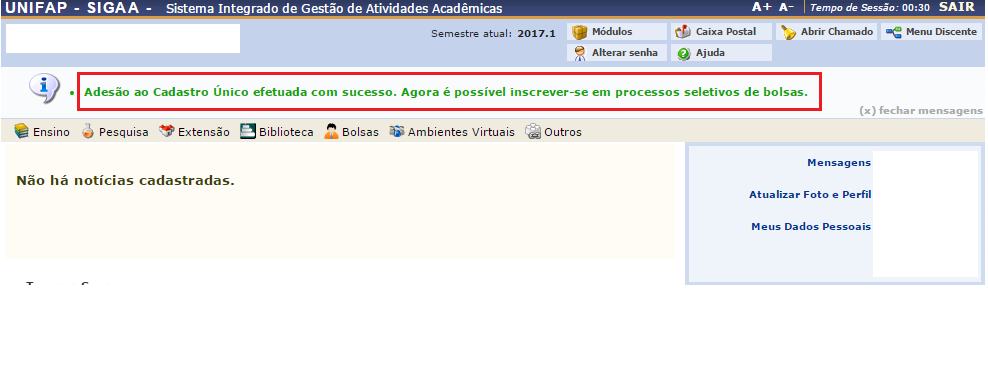 UNIFAP - SIGAA - Sistema Integrado de Gestão de Atividades Acadêmicas A+ A- Tempo de Sessão: 00:30 SAIR
Semestre atual: 2017.1 Módulos Caixa Postal Abrir Chamado Menu Discente
Alterar senha Ajuda
Adesão ao Cadastro Único efetuada com sucesso. Agora é possível inscrever-se em processos seletivos de bolsas.
(x) fechar mensagens
Ensino Pesquisa Extensão Biblioteca Bolsas Ambientes Virtuais Outros
Não há notícias cadastradas.
Mensagens
Atualizar Foto e Perfil
Meus Dados Pessoais